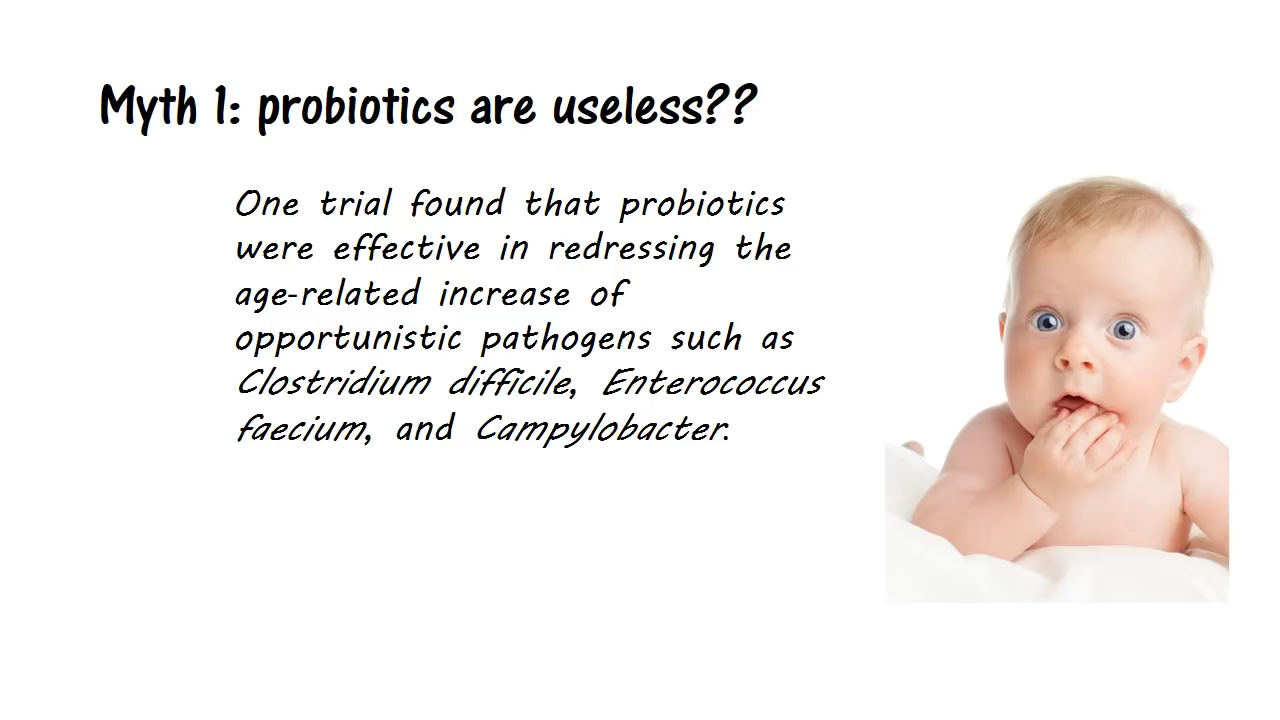 Myth 1: probiotics are useless??
One trial found that probiotics
were effective in redressing the
age-related increase of
opportunistic pathogens such as
Clostridium difficile, Enterococcus
faecium, and Campylobacter.